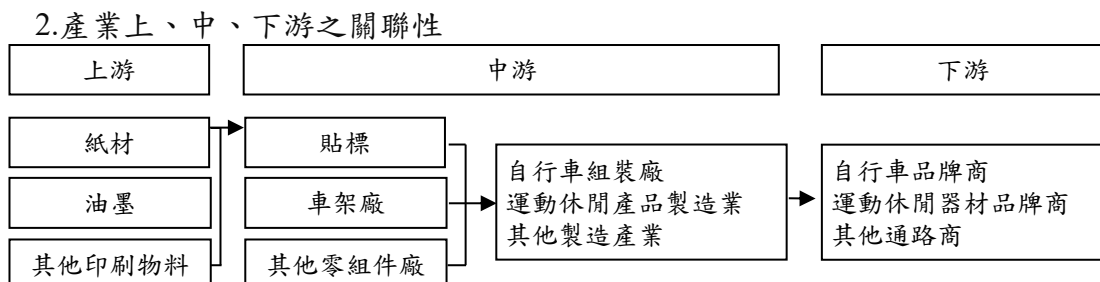 2.產業上、中、下游之關聯性
上游
中游
下游
紙材
貼標
油墨
車架廠
其他印刷物料
其他零組件廠
自行車組裝廠
運動休閒產品製造業
其他製造產業
自行車品牌商
運動休閒器材品牌商
其他通路商